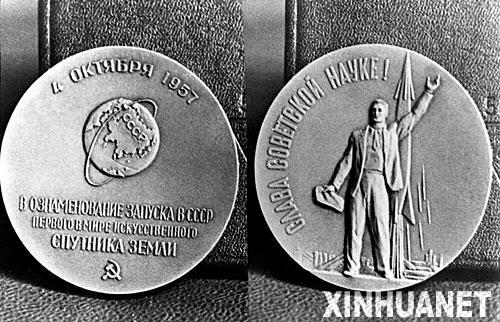 4 ОКТЯБРЯ 1957
СССР
В ОЗНАМЕНОВАНИЕ ЗАПУСКА В СССР
ПЕРВОГО В МИРЕ ИСКУССТВЕННОГО
СПУТНИКА ЗЕМЛИ
СЛАВА СОВЕТСКОЙ НАУКЕ!
XINHUANET